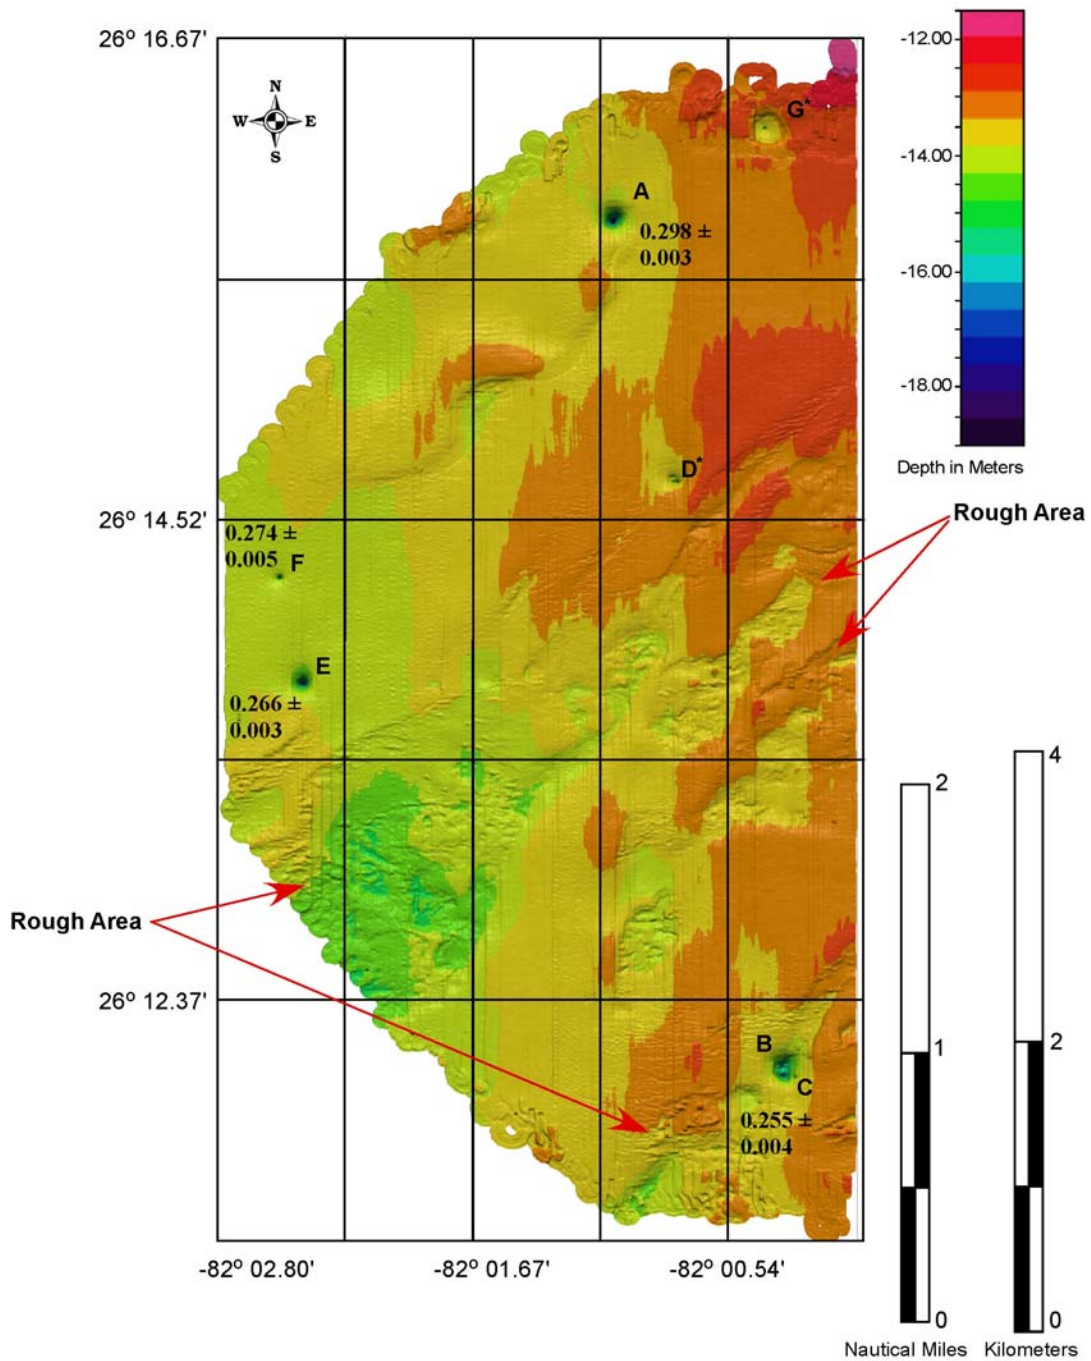 26° 16.67'
N
W E
S
G*
A
0.298 ±
0.003
-12.00
-14.00
-16.00
-18.00
Depth in Meters
D*
26° 14.52'
Rough Area
0.274 ±
0.005
F
E
0.266 ±
0.003
Rough Area
26° 12.37'
B
C
0.255 ±
0.004
-82° 02.80'
-82° 01.67'
-82° 00.54'
2
1
0
Nautical Miles
4
2
0
Kilometers